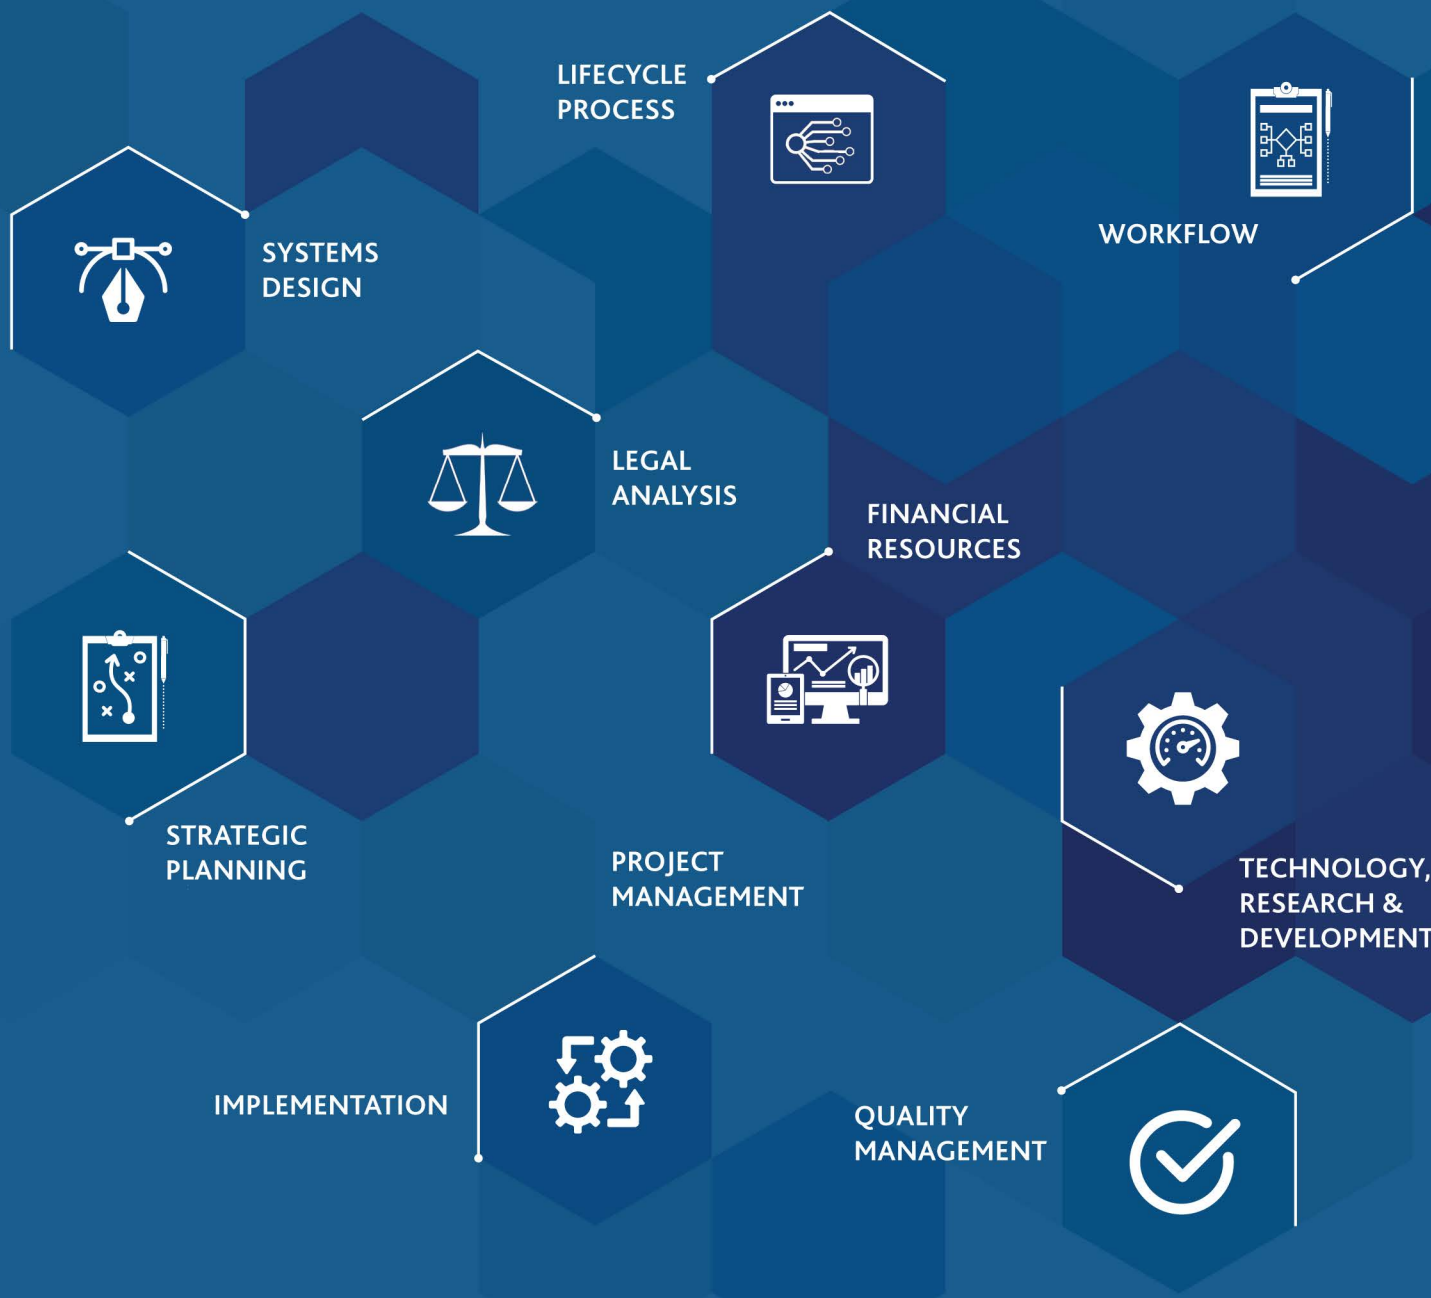 LIFECYCLE
PROCESS
WORKFLOW
SYSTEMS
DESIGN
LEGAL
ANALYSIS
FINANCIAL
RESOURCES
STRATEGIC
PLANNING
PROJECT
MANAGEMENT
TECHNOLOGY,
RESEARCH &
DEVELOPMENT
IMPLEMENTATION
QUALITY
MANAGEMENT